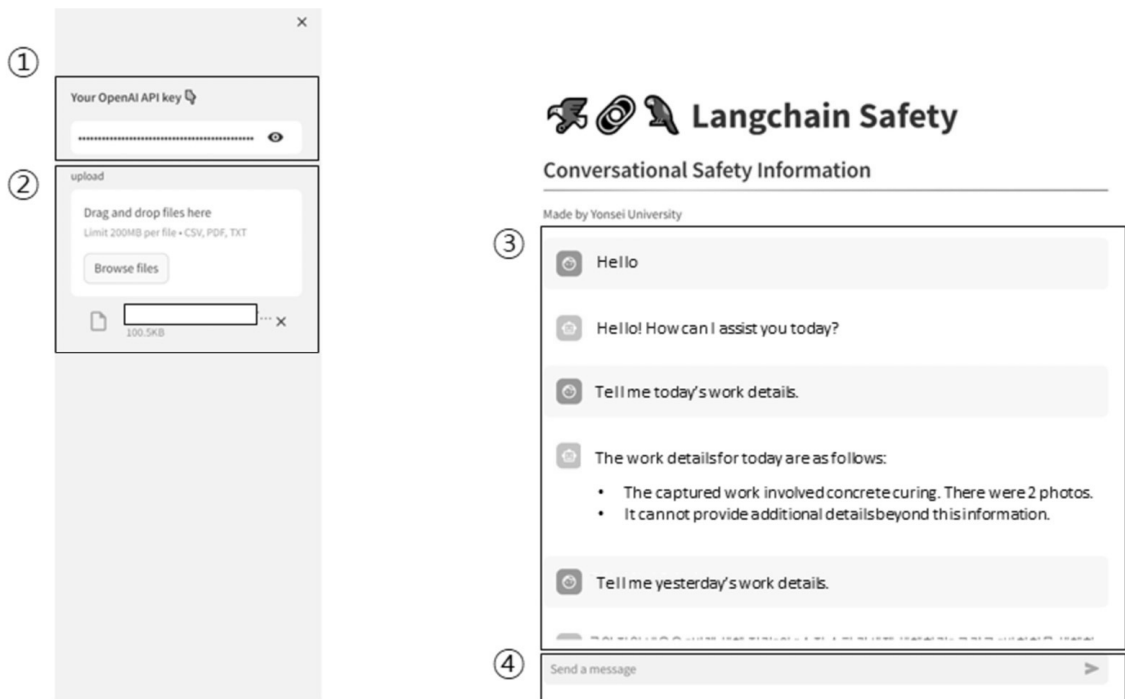 ①
Your OpenAI API key
②
upload
Drag and drop files here
Limit 200MB per file • CSV, PDF, TXT
Browse files
...
100.5KB
Langchain Safety
Conversational Safety Information
Made by Yonsei University
③
Hello
Hello! How can I assist you today?
Tell me today's work details.
The work details for today are as follows:
• The captured work involved concrete curing. There were 2 photos.
• It cannot provide additional details beyond this information.
Tell me yesterday's work details.
④
Send a message